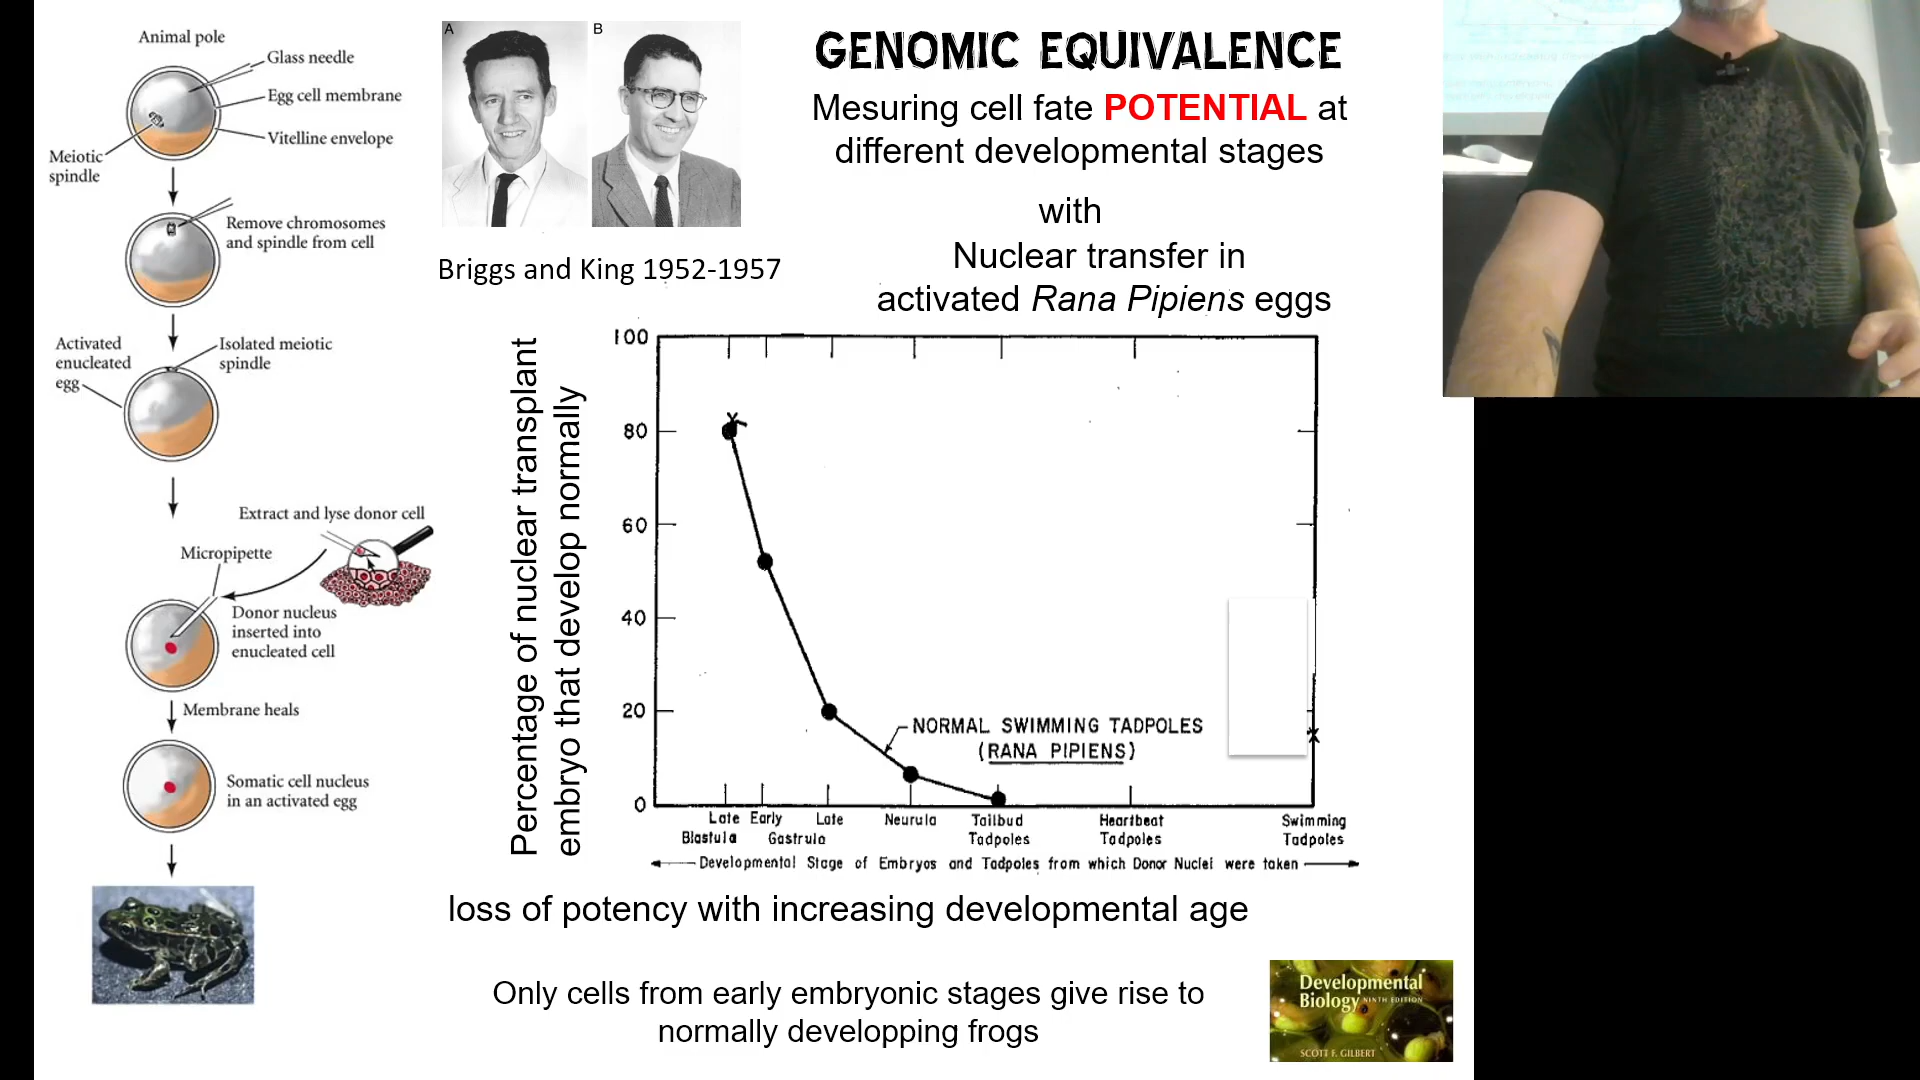 Animal pole
Glass needle
Egg cell membrane
Vitelline envelope
Meiotic
spindle
Remove chromosomes
and spindle from cell
Activated
enucleated
egg
Isolated meiotic
spindle
Extract and lyse donor cell
Micropipette
Donor nucleus
inserted into
enucleated cell
Membrane heals
Somatic cell nucleus
in an activated egg
A
B
Briggs and King 1952-1957
GENOMIC EQUIVALENCE
Mesuring cell fate POTENTIAL at
different developmental stages
with
Nuclear transfer in
activated Rana Pipiens eggs
Percentage of nuclear transplant
embryo that develop normally
100
80
60
40
20
0
NORMAL SWIMMING TADPOLES
(RANA PIPIENS)
Late Early Late Neurula Tailbud Heartbeat Swimming
Blastula Gastrula Tadpoles Tadpoles Tadpoles
Developmental Stage of Embryos and Tadpoles from which Donor Nuclei were taken
loss of potency with increasing developmental age
Only cells from early embryonic stages give rise to
normally developping frogs
Developmental
Biology NINTH EDITION
SCOTT F. GILBERT